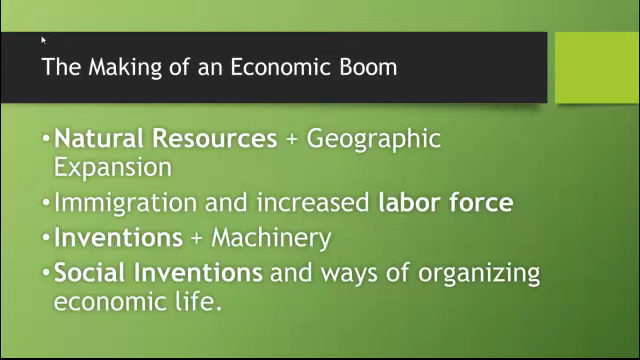 The Making of an Economic Boom
•Natural Resources + Geographic
Expansion
•Immigration and increased labor force
•Inventions + Machinery
•Social Inventions and ways of organizing
economic life.